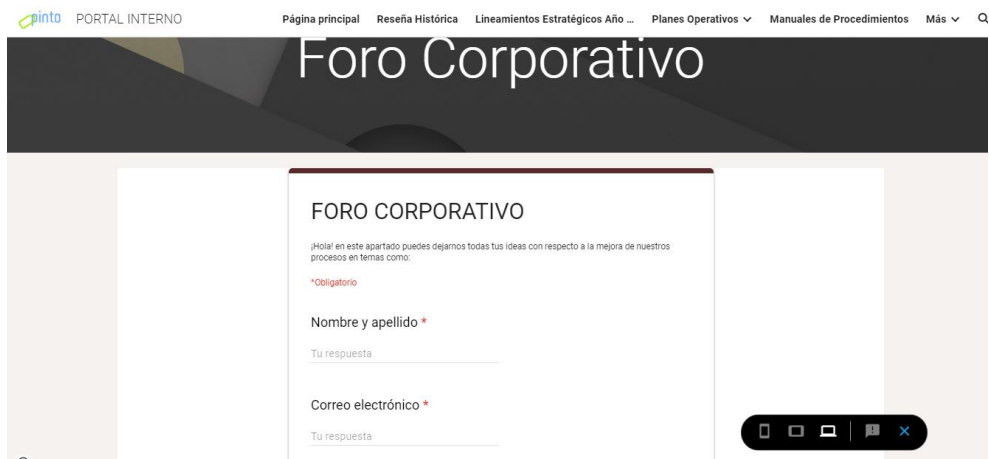 pinto PORTAL INTERNO Página principal Reseña Histórica Lineamientos Estratégicos Año ... Planes Operativos Manuales de Procedimientos Más
Foro Corporativo
FORO CORPORATIVO
¡Hola! en este apartado puedes dejarnos todas tus ideas con respecto a la mejora de nuestros
procesos en temas como:
*Obligatorio
Nombre y apellido *
Tu respuesta
Correo electrónico *
Tu respuesta